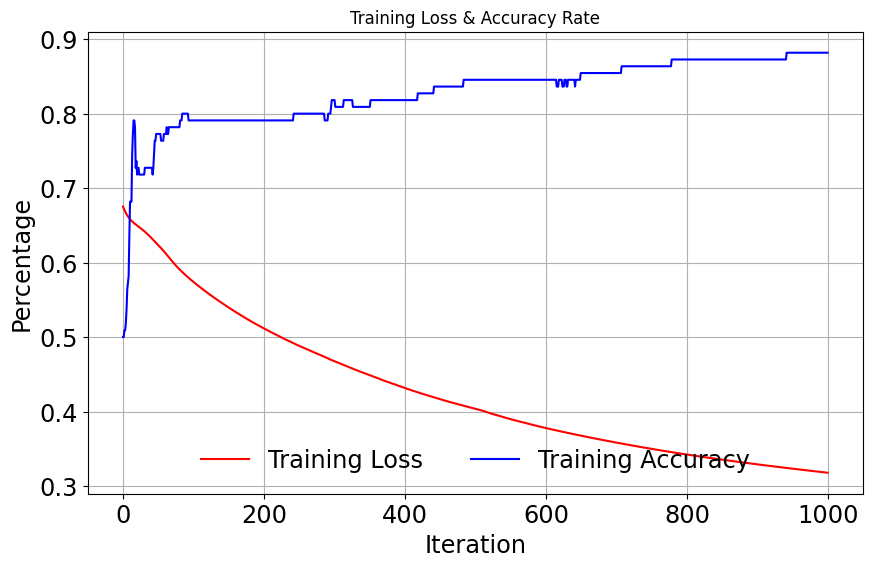 Training Loss & Accuracy Rate
0.9
0.8
0.7
0.6
0.5
0.4
0.3
Percentage
Training Loss
Training Accuracy
0 200 400 600 800 1000
Iteration